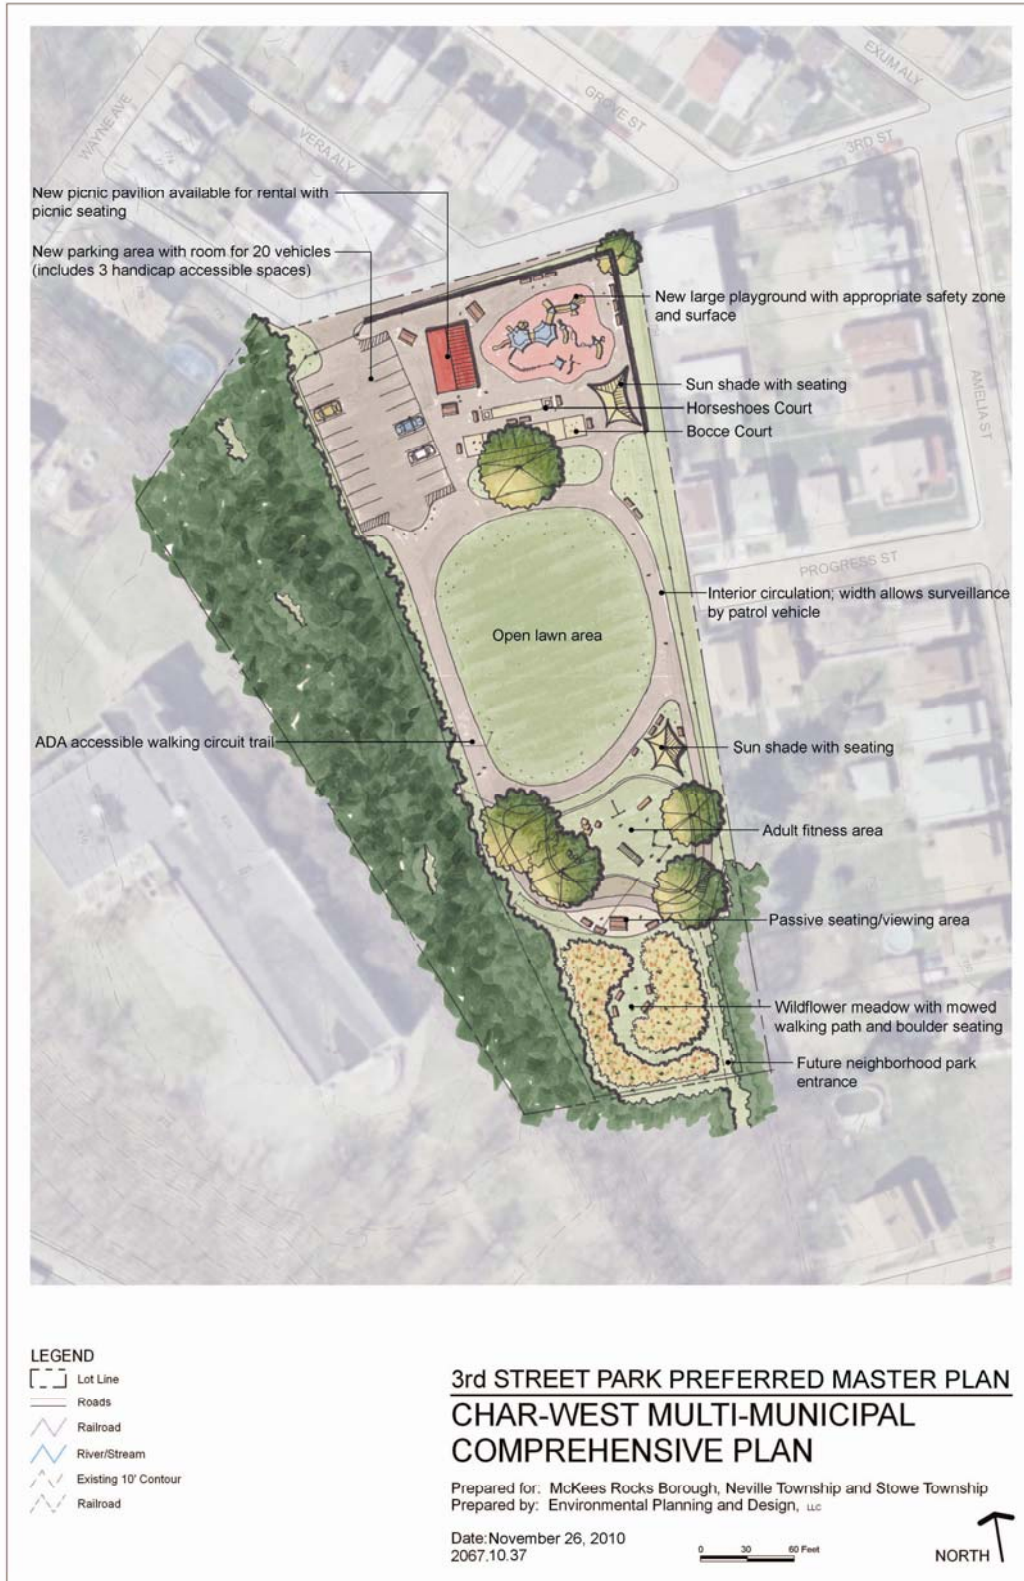 EXUM ALY
GROVE ST
WAYNE AVE
VERA ALY
3RD ST
New picnic pavilion available for rental with
picnic seating
New parking area with room for 20 vehicles
(includes 3 handicap accessible spaces)
New large playground with appropriate safety zone
and surface
Sun shade with seating
Horseshoes Court
Bocce Court
AMELIA ST
PROGRESS ST
Interior circulation; width allows surveillance
by patrol vehicle
Open lawn area
ADA accessible walking circuit trail
Sun shade with seating
Adult fitness area
Passive seating/viewing area
Wildflower meadow with mowed
walking path and boulder seating
Future neighborhood park
entrance
LEGEND
Lot Line
Roads
Railroad
River/Stream
Existing 10' Contour
Railroad
3rd STREET PARK PREFERRED MASTER PLAN
CHAR-WEST MULTI-MUNICIPAL
COMPREHENSIVE PLAN
Prepared for: McKees Rocks Borough, Neville Township and Stowe Township
Prepared by: Environmental Planning and Design, LLC
Date:November 26, 2010
2067.10.37
0 30 60 Feet
NORTH